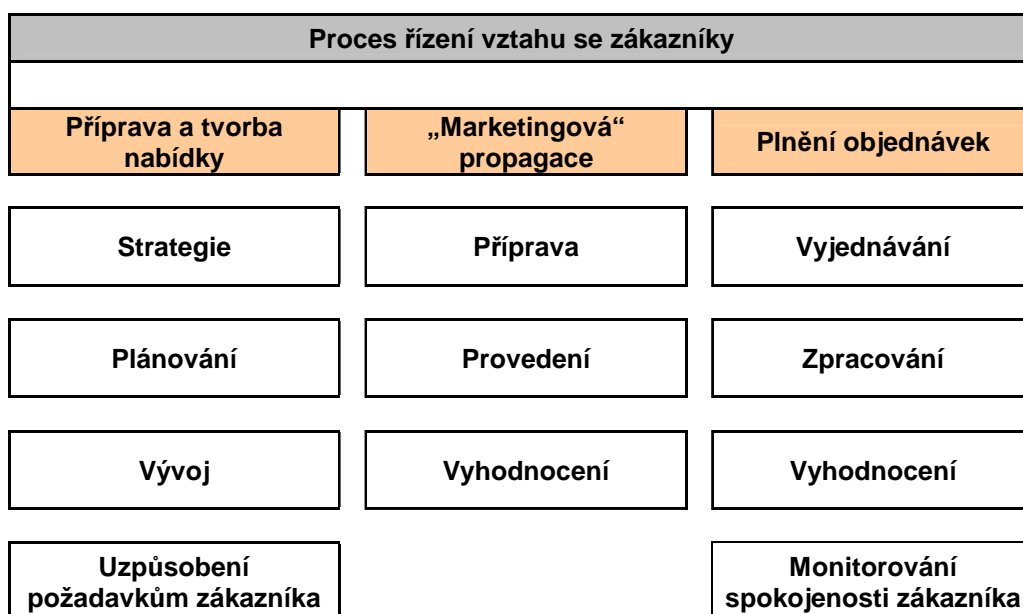 Proces řízení vztahu se zákazníky
Příprava a tvorba
nabídky
„Marketingová“
propagace
Plnění objednávek
Strategie
Příprava
Vyjednávání
Plánování
Provedení
Zpracování
Vývoj
Vyhodnocení
Vyhodnocení
Uzpůsobení
požadavkům zákazníka
Monitorování
spokojenosti zákazníka